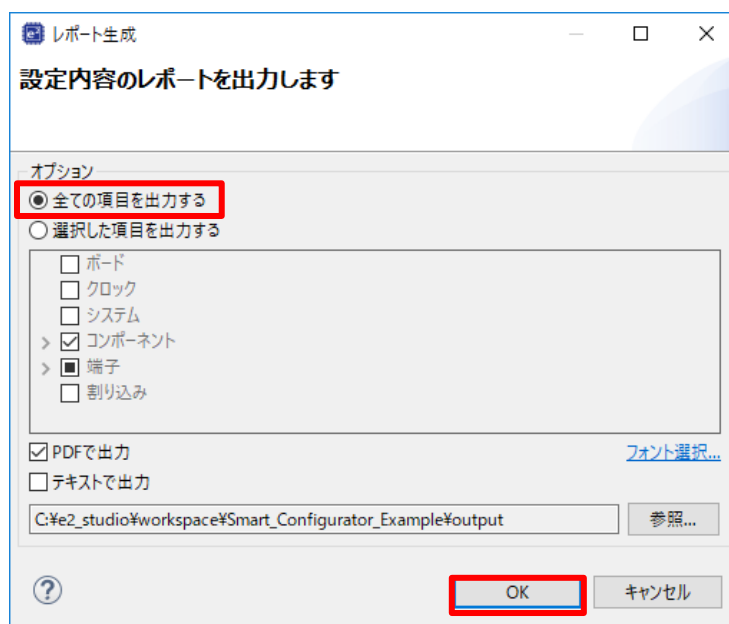 レポート生成
設定内容のレポートを出力します
オプション
全ての項目を出力する
選択した項目を出力する
ボード
クロック
システム
コンポーネント
端子
割り込み
PDFで出力
フォント選択...
テキストで出力
C:¥e2_studio¥workspace¥Smart_Configurator_Example¥output
参照...
OK
キャンセル